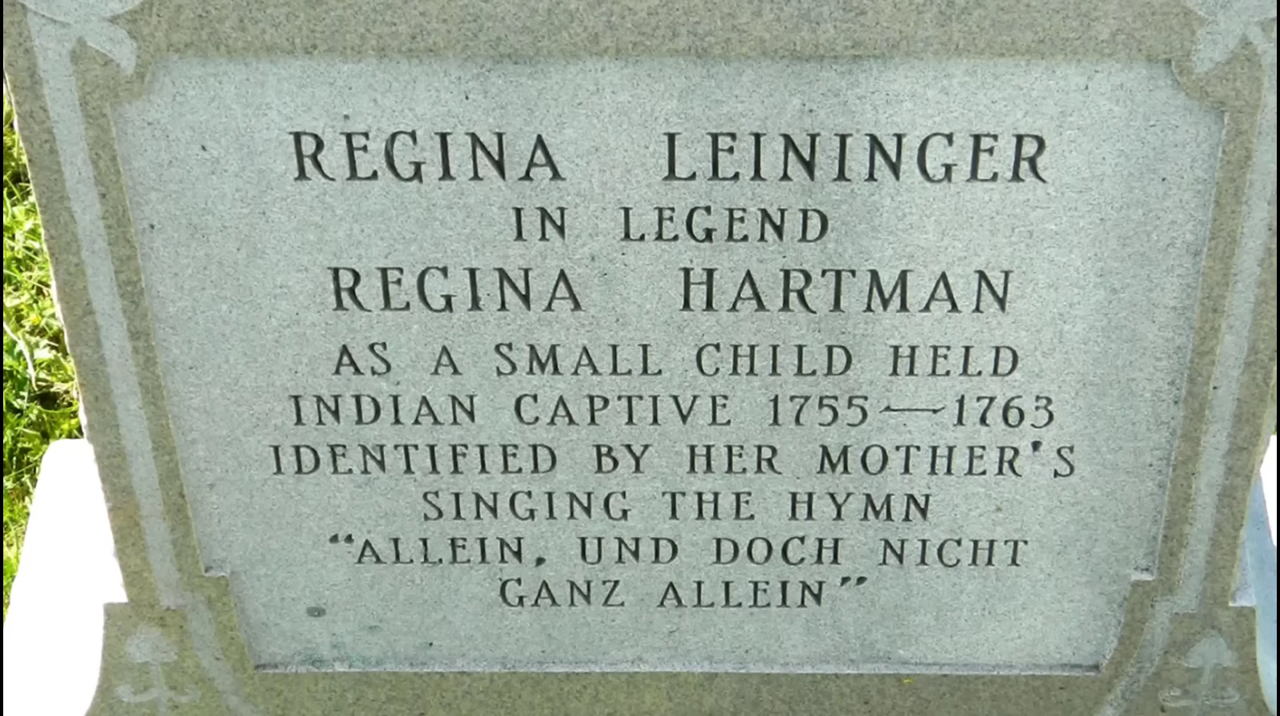 REGINA LEININGER
IN LEGEND
REGINA HARTMAN
AS A SMALL CHILD HELD
INDIAN CAPTIVE 1755—1763
IDENTIFIED BY HER MOTHER'S
SINGING THE HYMN
“ALLEIN, UND DOCH NICHT
GANZ ALLEIN”